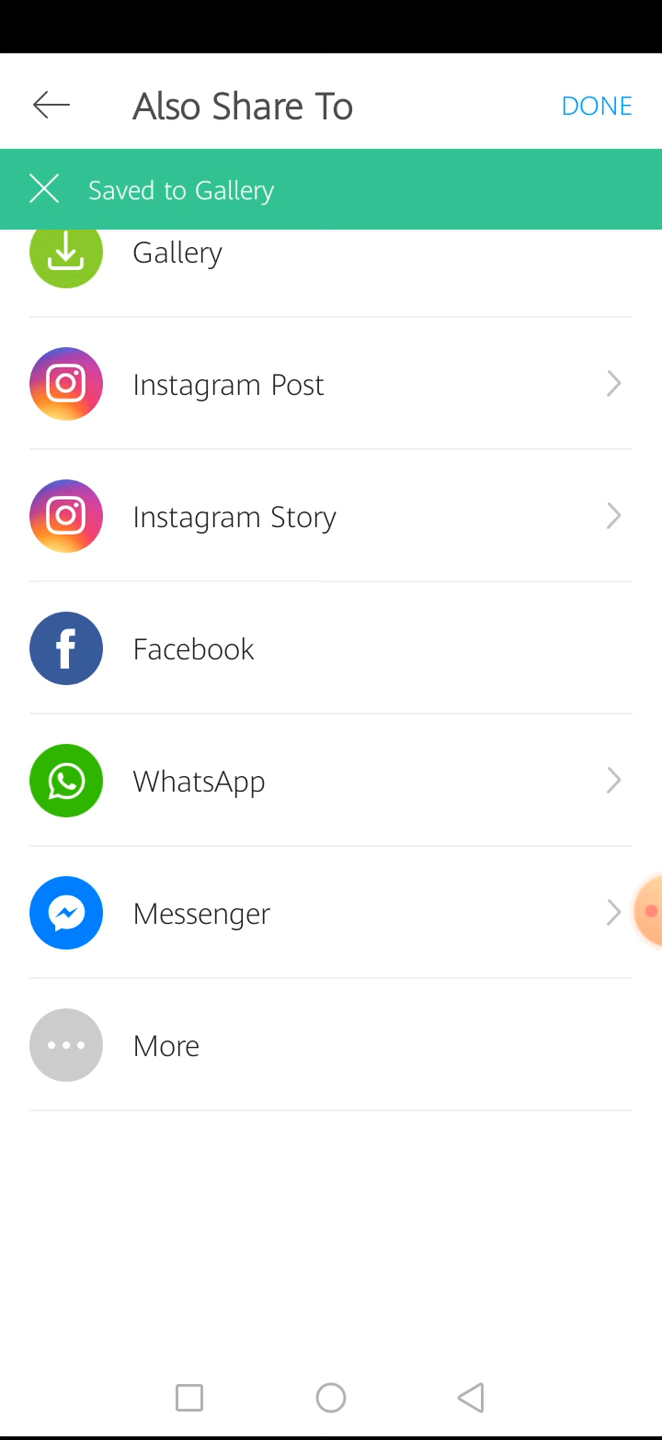 Also Share To
DONE
Saved to Gallery
Gallery
Instagram Post
Instagram Story
Facebook
WhatsApp
Messenger
More